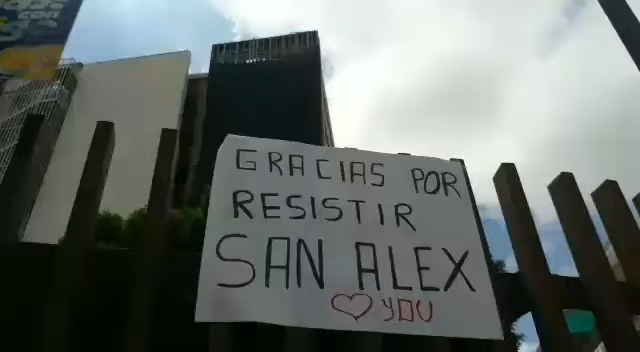 GRACIAS POR
RESISTIR
SAN ALEX
♡ YOU